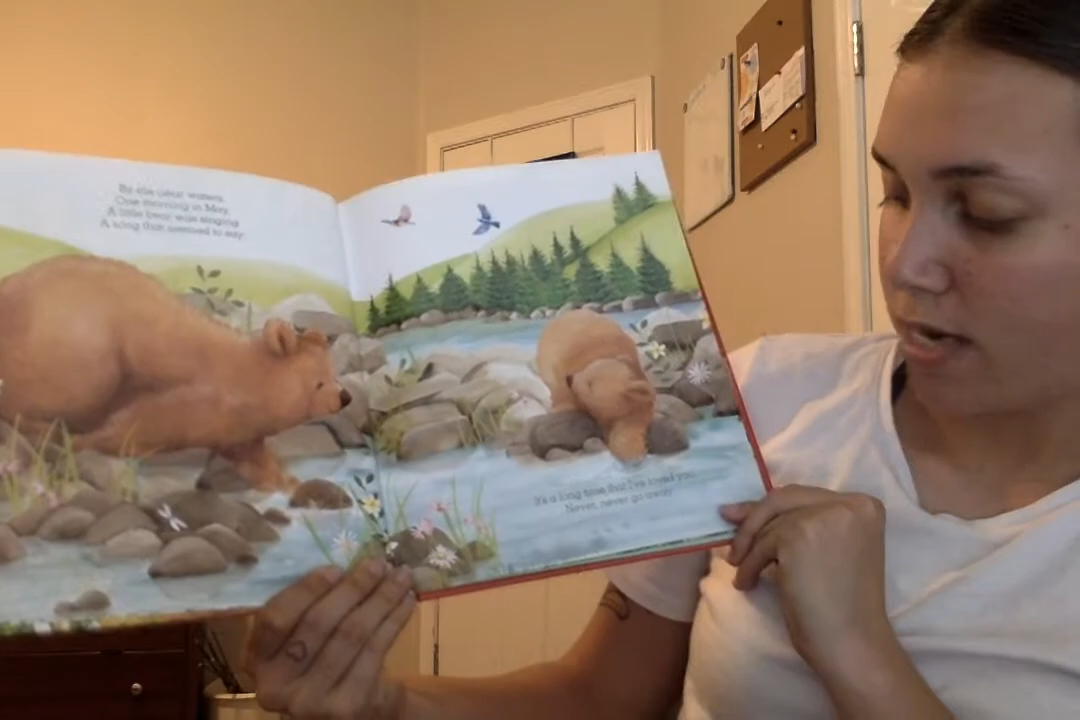 By the clear waters,
One morning in May,
A little bear was singing
A song that seemed to say:
It's a long time that I've loved you.
Never, never go away.